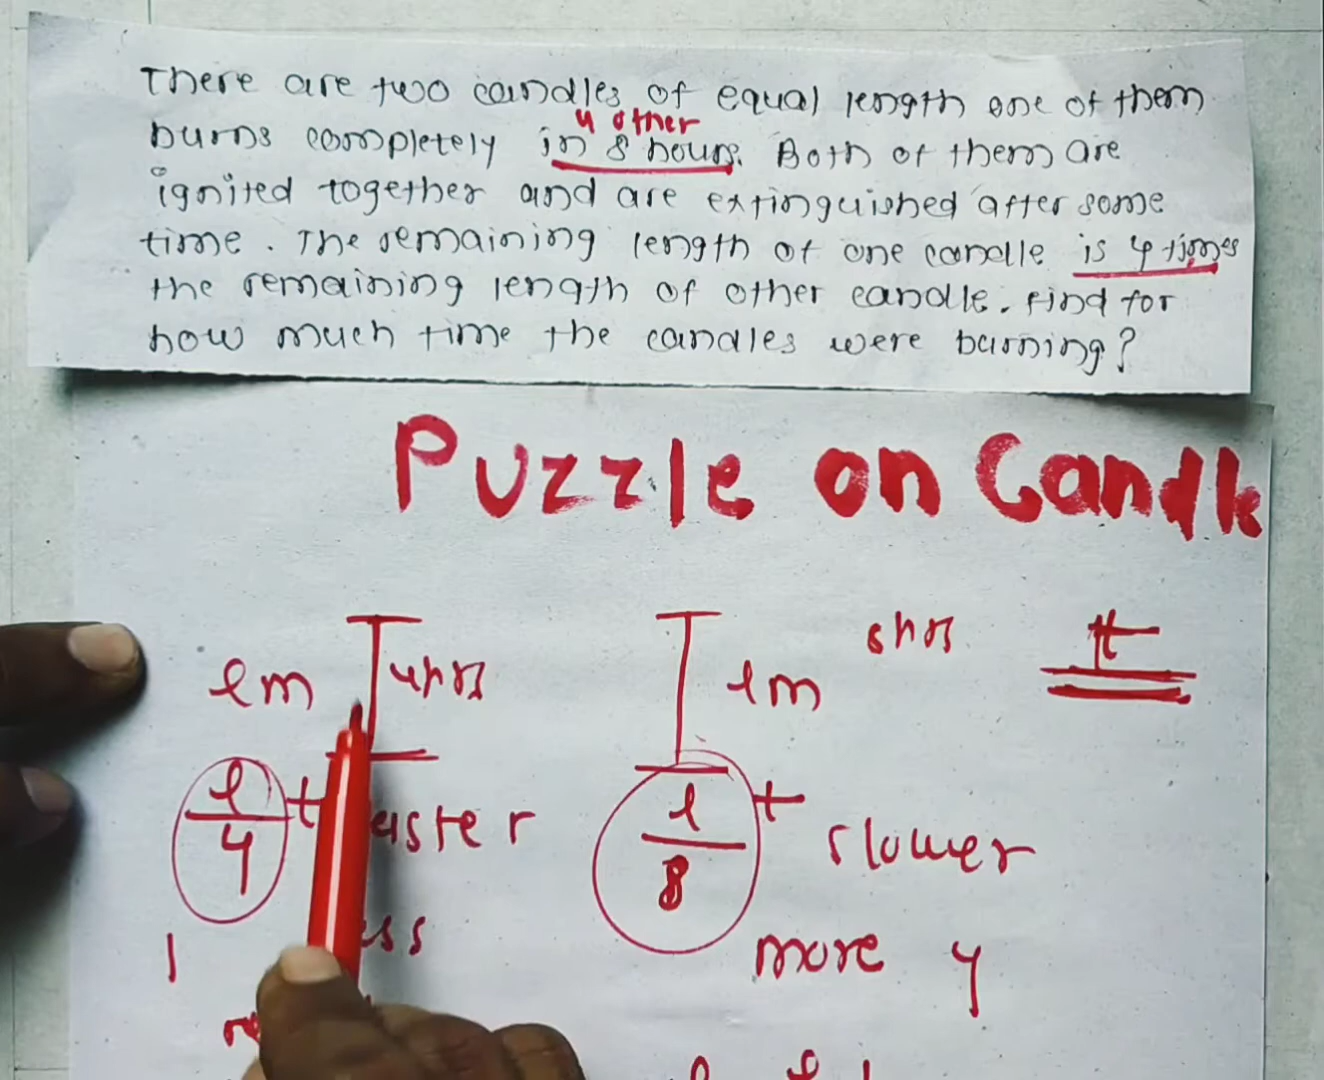 There are two candles of equal length one of them
4 other
burns completely in 8 hours. Both of them are
ignited together and are extinguished after some
time. The remaining length of one candle is 4 times
the remaining length of other candle. Find for
how much time the candles were burning?
Puzzle on Candle
lm 4hrs lm 8hrs t
l/4 t l/8 t slower
1 more 4